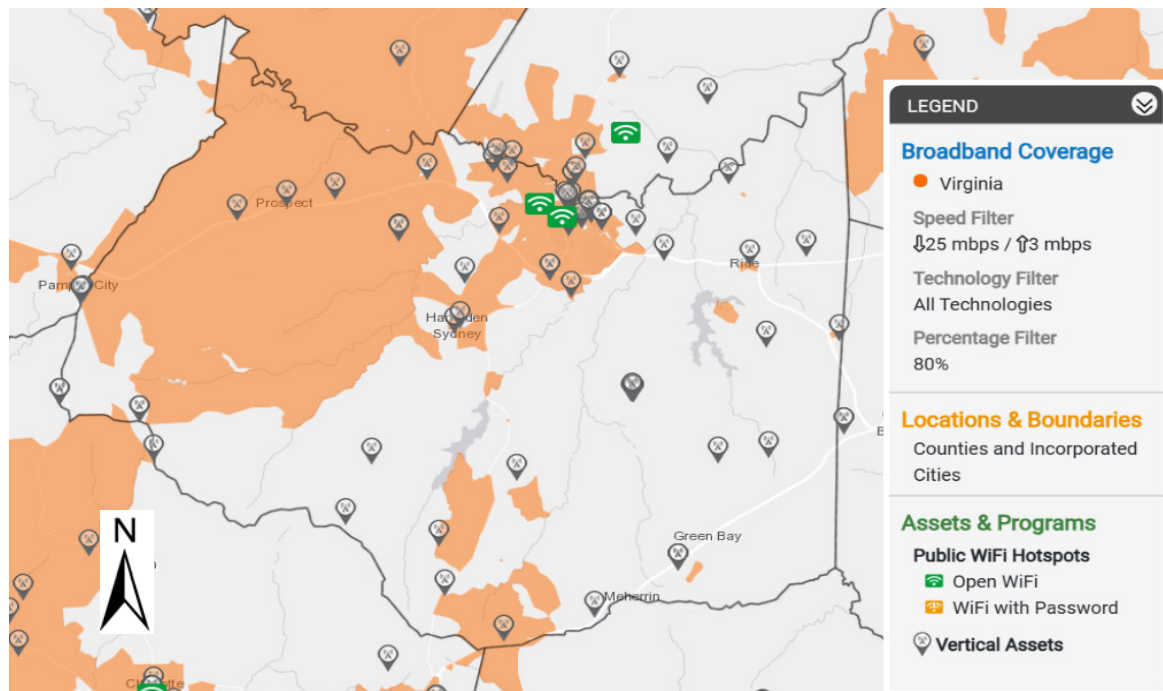 Prospect
Rice
Hampden
Sydney
Green Bay
Meherrin
N
LEGEND
Broadband Coverage
Virginia
Speed Filter
⇩25 mbps / ⇧3 mbps
Technology Filter
All Technologies
Percentage Filter
80%
Locations & Boundaries
Counties and Incorporated
Cities
Assets & Programs
Public WiFi Hotspots
Open WiFi
WiFi with Password
Vertical Assets